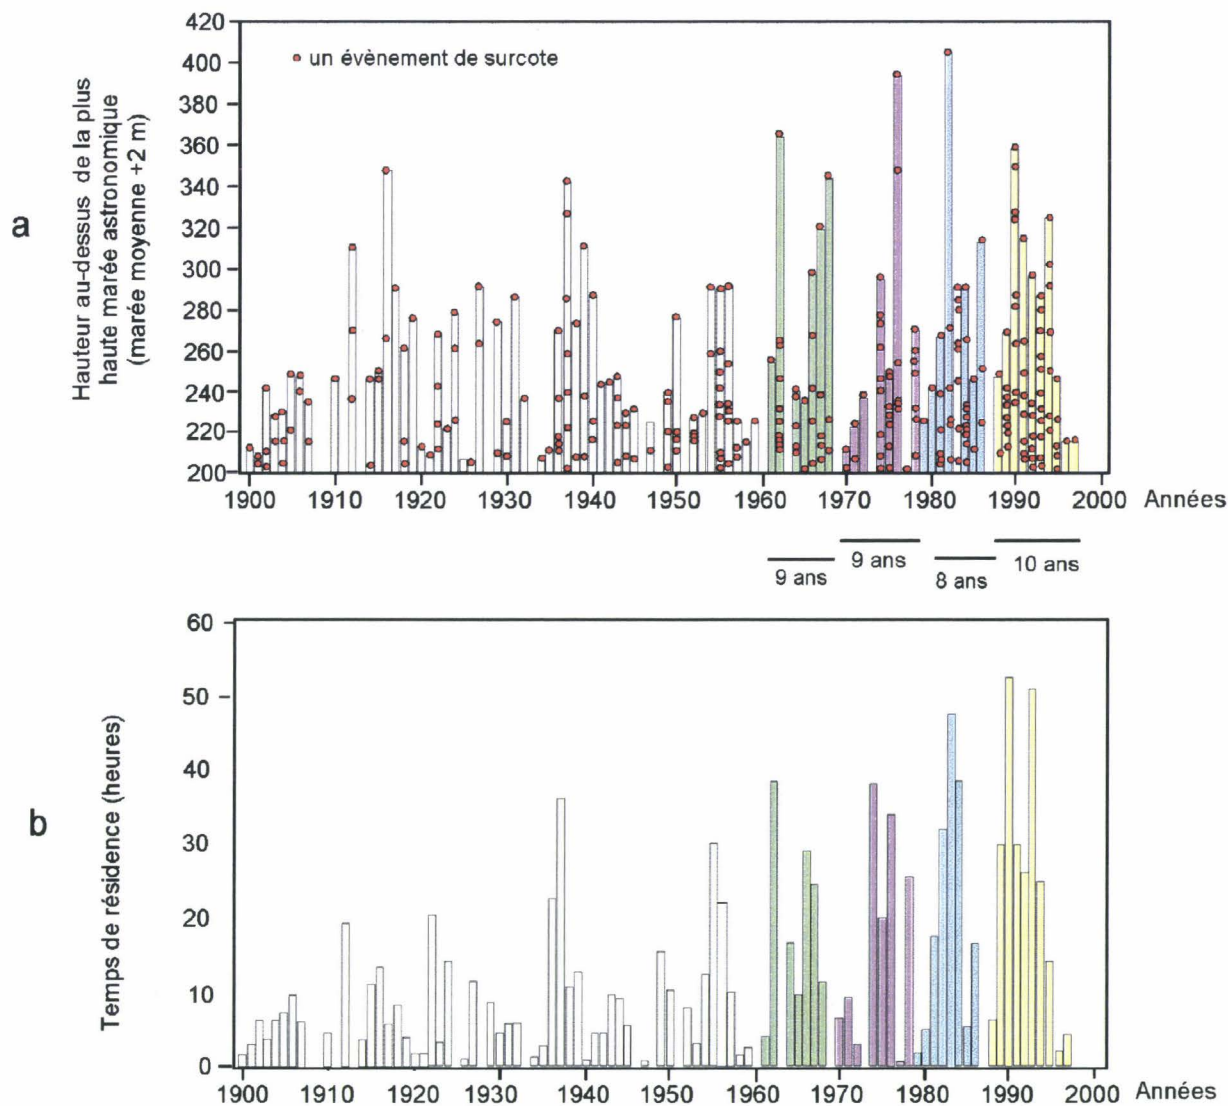 a
Hauteur au-dessus de la plus
haute marée astronomique
(marée moyenne +2 m)
420
400
380
360
340
320
300
280
260
240
220
200
un évènement de surcote
1900 1910 1920 1930 1940 1950 1960 1970 1980 1990 2000 Années
9 ans 9 ans 8 ans 10 ans
b
Temps de résidence (heures)
60
50
40
30
20
10
0
1900 1910 1920 1930 1940 1950 1960 1970 1980 1990 2000 Années